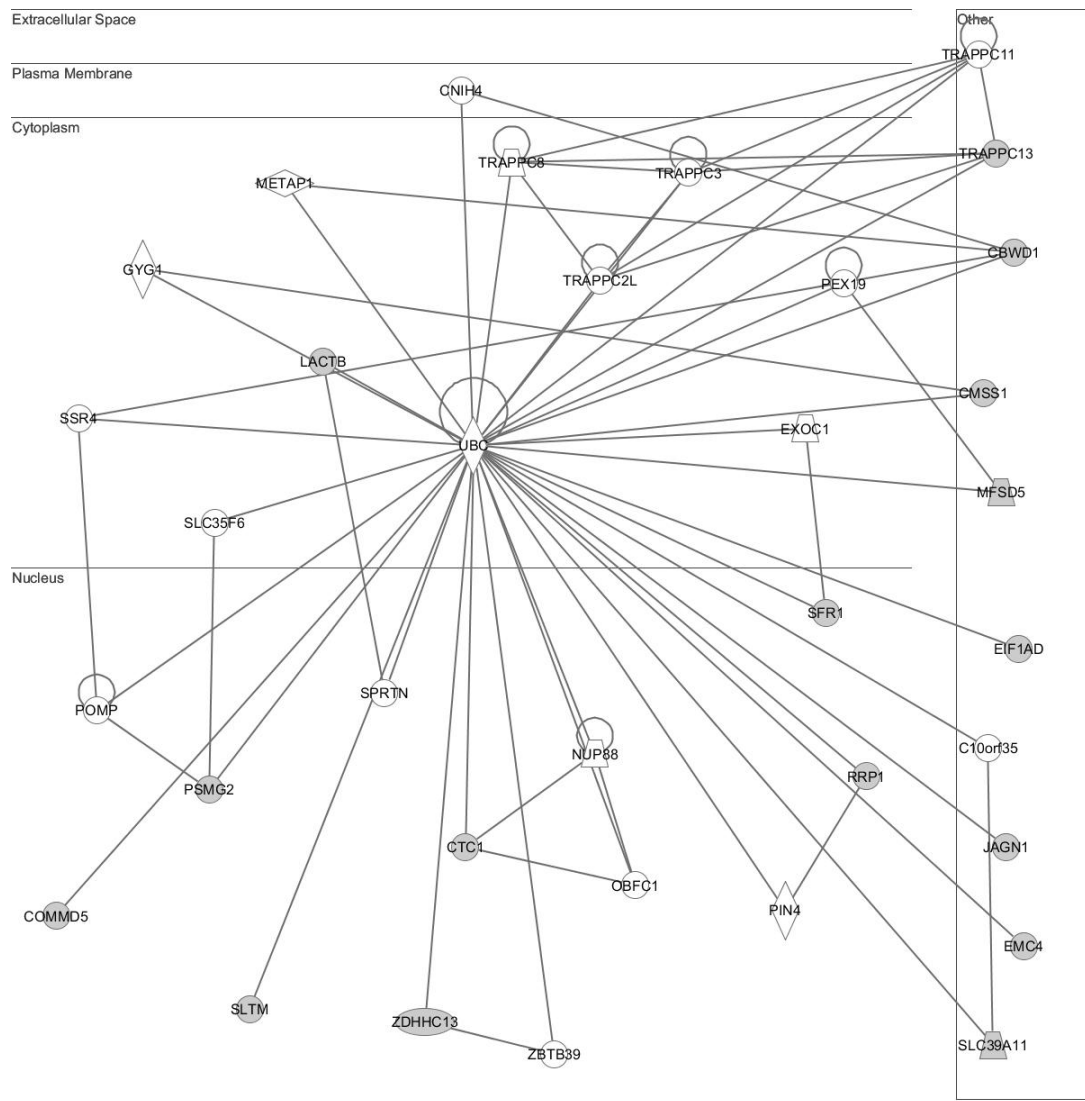 Extracellular Space
Other
TRAPPC11
Plasma Membrane
CNIH4
Cytoplasm
TRAPPC8
TRAPPC3
TRAPPC13
METAP1
CBWD1
GYG1
TRAPPC2L
PEX19
LACTB
CMSS1
SSR4
EXOC1
UBC
MFSD5
SLC35F6
Nucleus
SFR1
EIF1AD
SPRTN
POMP
C10orf35
NUP88
RRP1
PSMG2
CTC1
JAGN1
OBFC1
PIN4
COMMD5
EMC4
SLTM
ZDHHC13
SLC39A11
ZBTB39